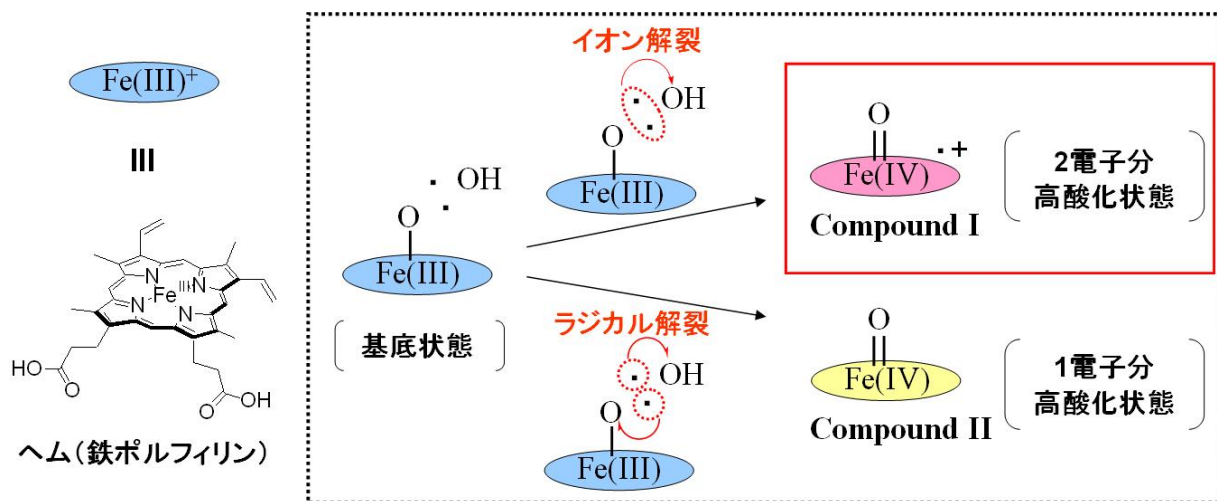 Fe(III)+
III
N
N
N
N
Fe III
HO
O
O
OH
ヘム(鉄ポルフィリン)
OH
O
Fe(III)
基底状態
イオン解裂
OH
O
Fe(III)
ラジカル解裂
OH
O
Fe(III)
O
Fe(IV)
·+
Compound I
2電子分
高酸化状態
O
Fe(IV)
Compound II
1電子分
高酸化状態